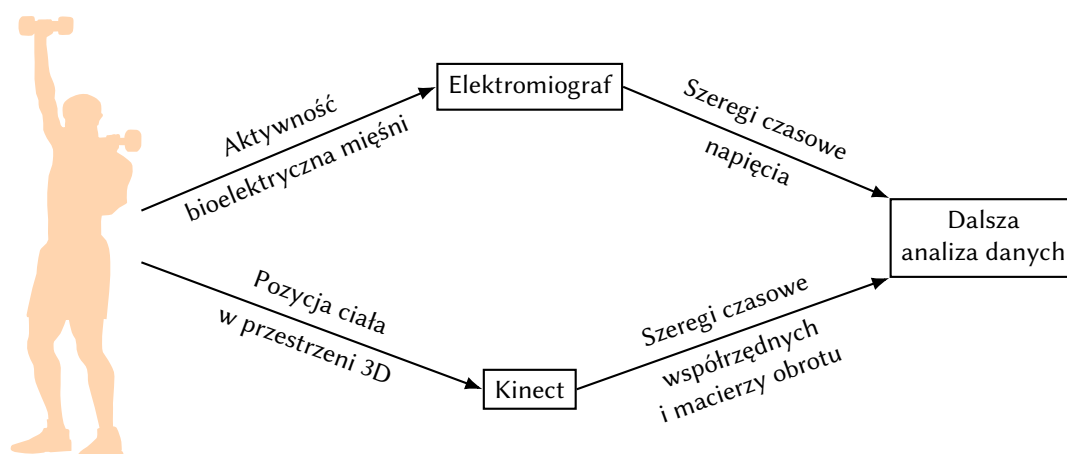 Elektromiograf
Aktywność
bioelektryczna mięśni
Szeregi czasowe
napięcia
Dalsza
analiza danych
Pozycja ciała
w przestrzeni 3D
Kinect
Szeregi czasowe
współrzędnych
i macierzy obrotu